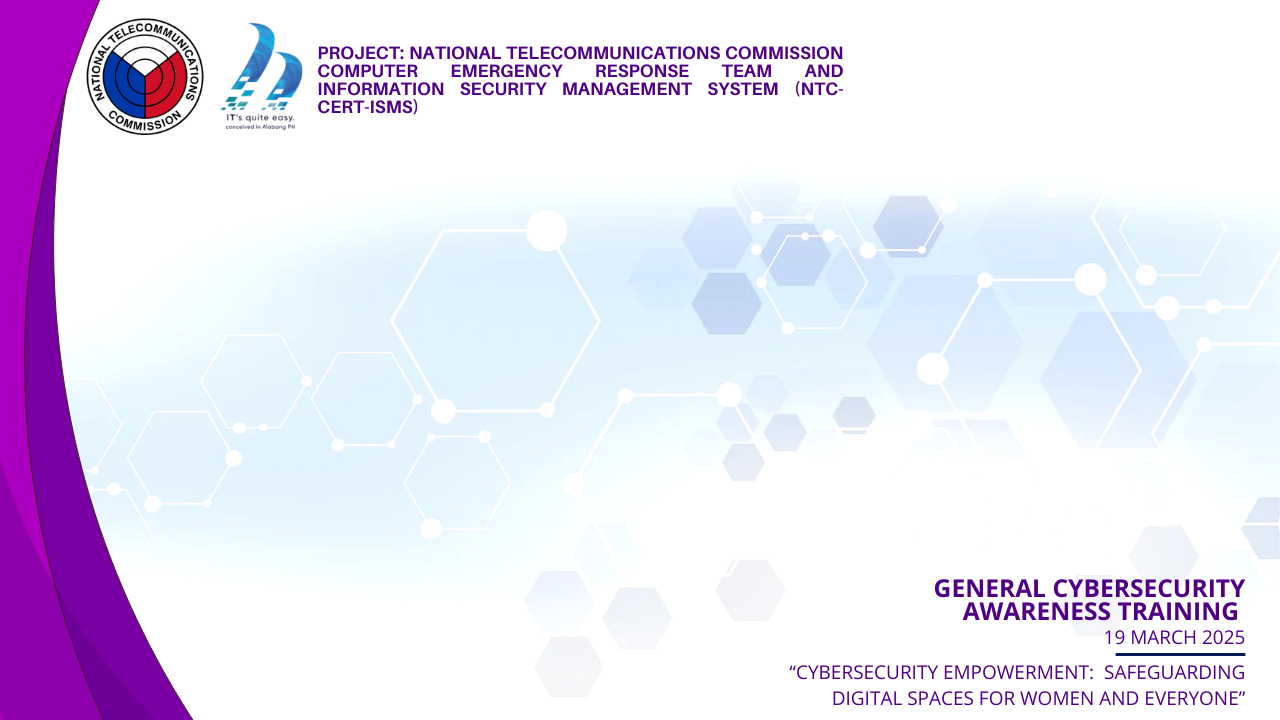 NATIONAL TELECOMMUNICATIONS
COMMISSION
IT's quite easy.
conceived in Alabang PH
PROJECT: NATIONAL TELECOMMUNICATIONS COMMISSION
COMPUTER EMERGENCY RESPONSE TEAM AND
INFORMATION SECURITY MANAGEMENT SYSTEM (NTC-
CERT-ISMS)
GENERAL CYBERSECURITY
AWARENESS TRAINING
19 MARCH 2025
“CYBERSECURITY EMPOWERMENT: SAFEGUARDING
DIGITAL SPACES FOR WOMEN AND EVERYONE”